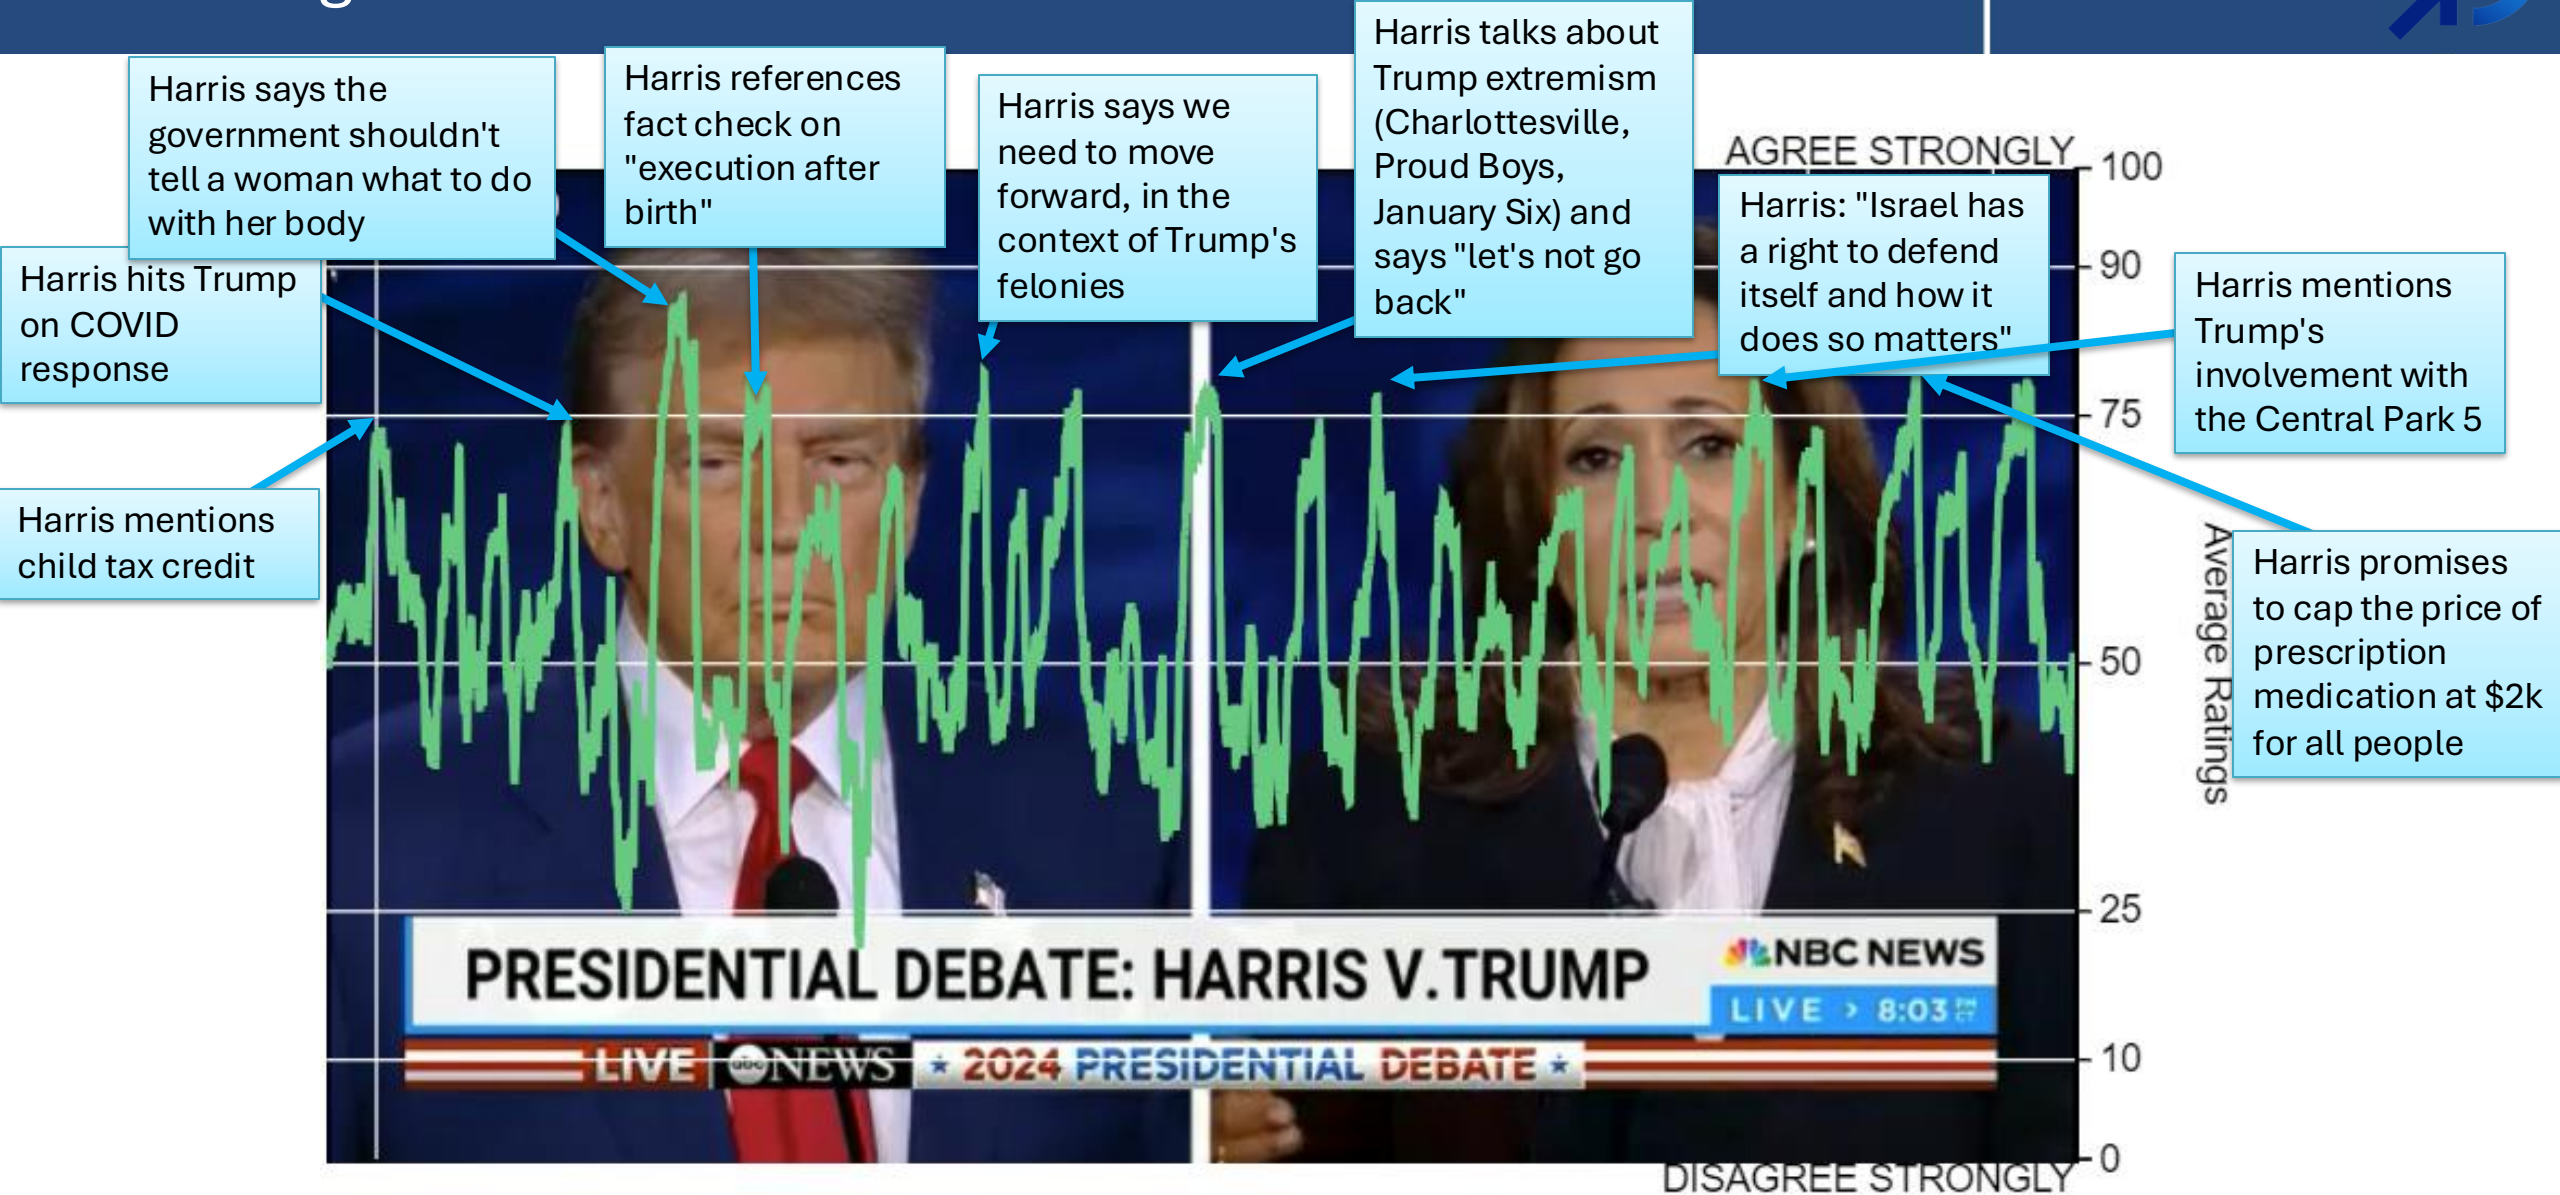 Harris says the
government shouldn't
tell a woman what to do
with her body
Harris references
fact check on
"execution after
birth"
Harris says we
need to move
forward, in the
context of Trump's
felonies
Harris talks about
Trump extremism
(Charlottesville,
Proud Boys,
January Six) and
says "let's not go
back"
AGREE STRONGLY
100
Harris: "Israel has
a right to defend
itself and how it
does so matters"
90
Harris mentions
Trump's
involvement with
the Central Park 5
Harris hits Trump
on COVID
response
75
Harris mentions
child tax credit
Average Ratings
Harris promises
to cap the price of
prescription
medication at $2k
for all people
50
25
PRESIDENTIAL DEBATE: HARRIS V.TRUMP
NBC NEWS
LIVE > 8:03 PM
CT
LIVE abc NEWS ★ 2024 PRESIDENTIAL DEBATE ★
10
0
DISAGREE STRONGLY